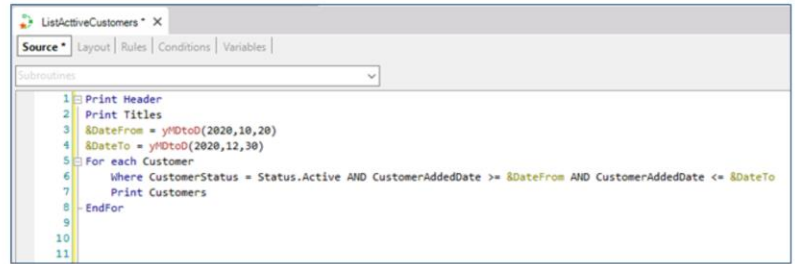 ListActtiveCustomers * X
Source * Layout Rules Conditions Variables
Subroutines
1 Print Header
2 Print Titles
3 &DateFrom = yMDtoD(2020,10,20)
4 &DateTo = yMDtoD(2020,12,30)
5 For each Customer
6 Where CustomerStatus = Status.Active AND CustomerAddedDate >= &DateFrom AND CustomerAddedDate <= &DateTo
7 Print Customers
8 EndFor
9
10
11